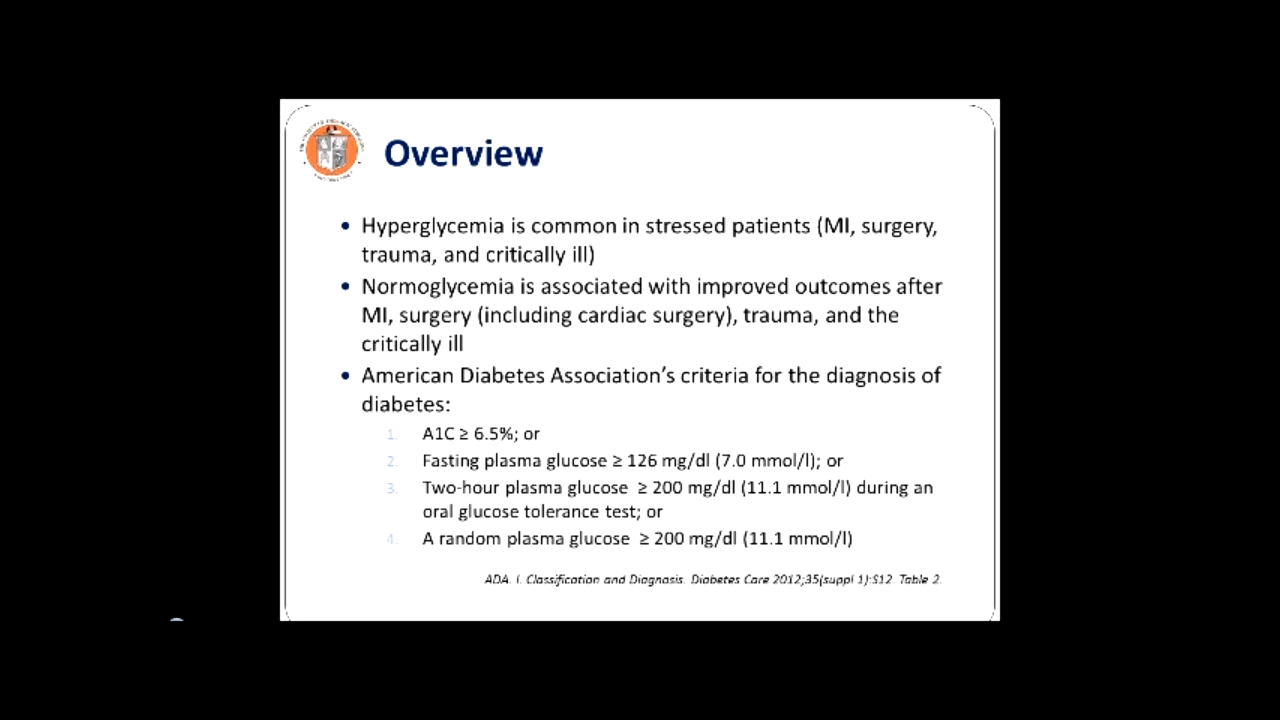 Overview
• Hyperglycemia is common in stressed patients (MI, surgery,
trauma, and critically ill)
• Normoglycemia is associated with improved outcomes after
MI, surgery (including cardiac surgery), trauma, and the
critically ill
• American Diabetes Association's criteria for the diagnosis of
diabetes:
1. A1C ≥ 6.5%; or
2. Fasting plasma glucose ≥ 126 mg/dl (7.0 mmol/l); or
3. Two-hour plasma glucose ≥ 200 mg/dl (11.1 mmol/l) during an
oral glucose tolerance test; or
4. A random plasma glucose ≥ 200 mg/dl (11.1 mmol/l)
ADA. I. Classification and Diagnosis. Diabetes Care 2012;35(suppl 1):S12. Table 2.